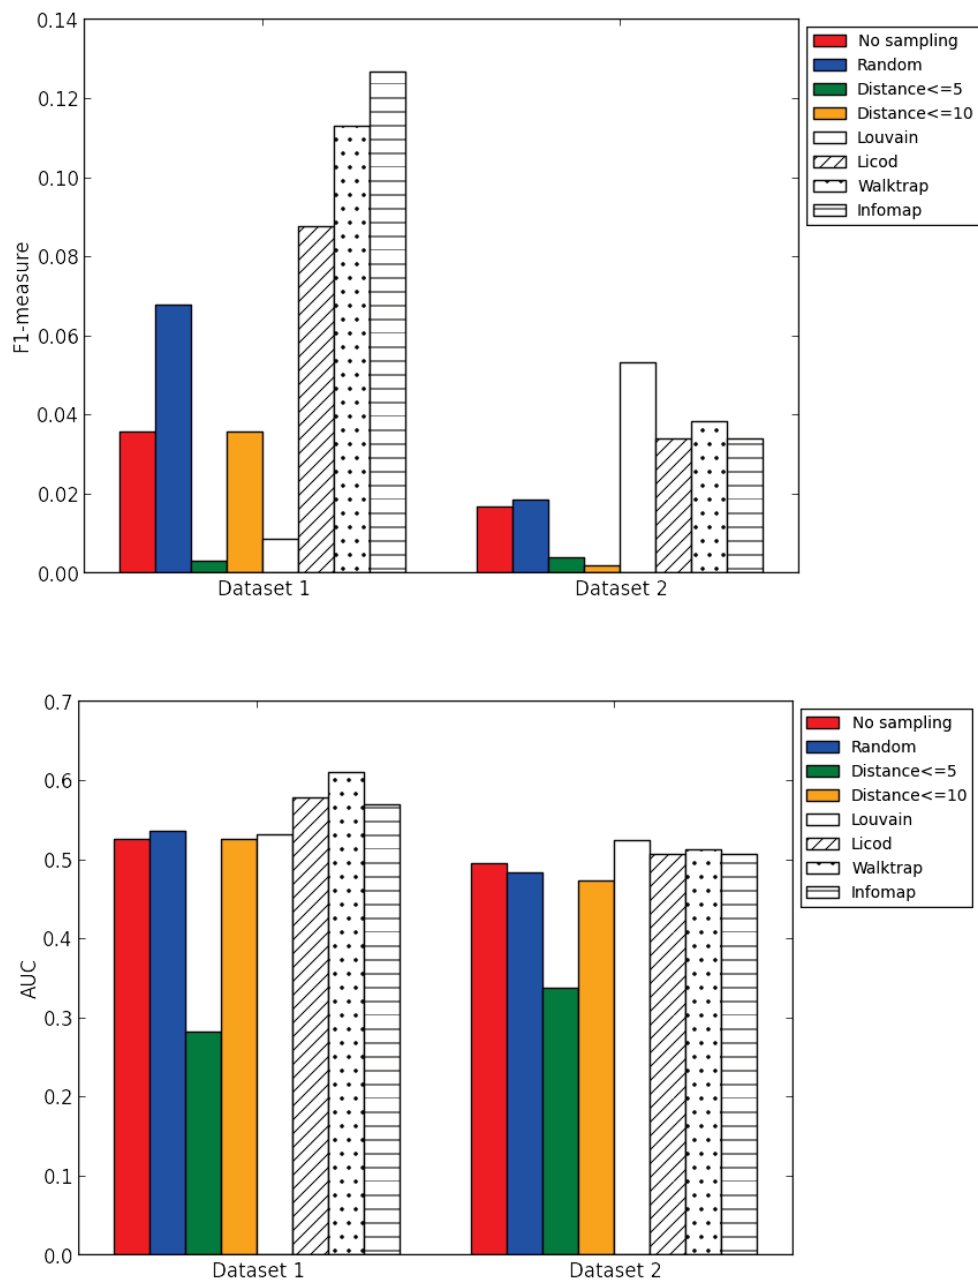 0.14
0.12
0.10
0.08
0.06
0.04
0.02
0.00
F1-measure
Dataset 1
Dataset 2
No sampling
Random
Distance<=5
Distance<=10
Louvain
Licod
Walktrap
Infomap
0.7
0.6
0.5
0.4
0.3
0.2
0.1
0.0
AUC
Dataset 1
Dataset 2
No sampling
Random
Distance<=5
Distance<=10
Louvain
Licod
Walktrap
Infomap